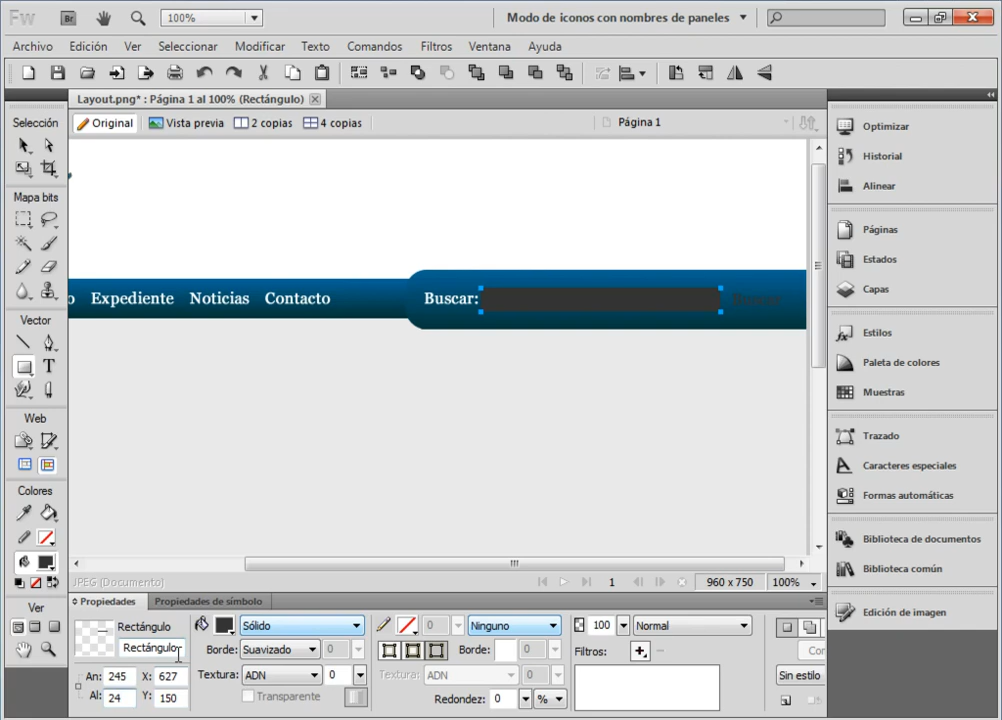 Fw Br 100% Modo de iconos con nombres de paneles
Archivo Edición Ver Seleccionar Modificar Texto Comandos Filtros Ventana Ayuda
Layout.png* : Página 1 al 100% (Rectángulo)
Original Vista previa 2 copias 4 copias Página 1
Selección
Mapa bits
Vector
T
Web
Colores
Ver
Expediente Noticias Contacto Buscar: Buscar
Optimizar
Historial
Alinear
Páginas
Estados
Capas
Estilos
Paleta de colores
Muestras
Trazado
Caracteres especiales
Formas automáticas
Biblioteca de documentos
Biblioteca común
Edición de imagen
JPEG (Documento) 1 960 x 750 100%
Propiedades Propiedades de símbolo
Rectángulo Sólido 0 Ninguno 100 Normal
Rectángulo Borde: Suavizado 0 Borde: 0 Filtros:
An: 245 X: 627 Textura: ADN 0 Textura: ADN 0 Sin estilo
Al: 24 Y: 150 Transparente Redondez: 0 %